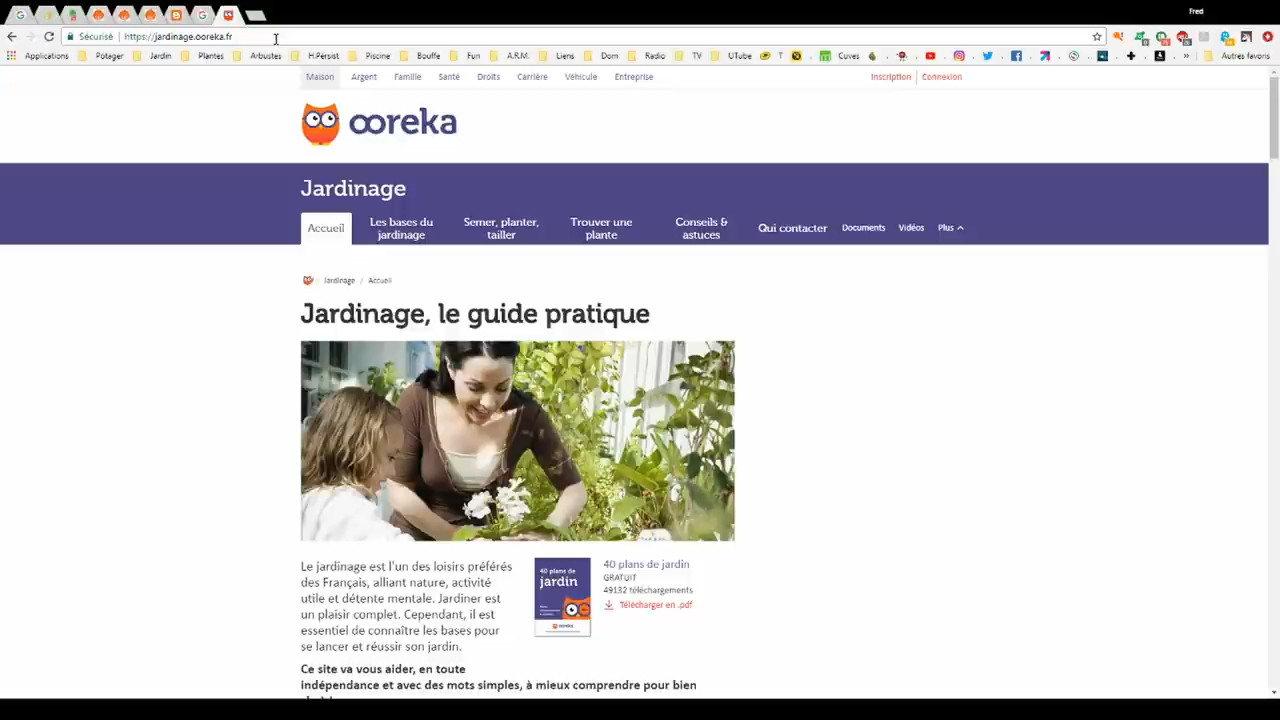 Fred
Sécurisé | https://jardinage.ooreka.fr
Applications Potager Jardin Plantes Arbustes H.Persist Piscine Bouffe Fun A.R.M. Liens Dom Radio TV UTube T Cuves » Autres favoris
Maison Argent Famille Santé Droits Carrière Véhicule Entreprise Inscription Connexion
ooreka
Jardinage
Accueil
Les bases du
jardinage
Semer, planter,
tailler
Trouver une
plante
Conseils &
astuces
Qui contacter
Documents
Vidéos
Plus
Jardinage / Accueil
Jardinage, le guide pratique
Le jardinage est l'un des loisirs préférés
des Français, alliant nature, activité
utile et détente mentale. Jardiner est
un plaisir complet. Cependant, il est
essentiel de connaître les bases pour
se lancer et réussir son jardin.
40 plans de
jardin
ooreka
40 plans de jardin
GRATUIT
49132 téléchargements
Télécharger en .pdf
Ce site va vous aider, en toute
indépendance et avec des mots simples, à mieux comprendre pour bien